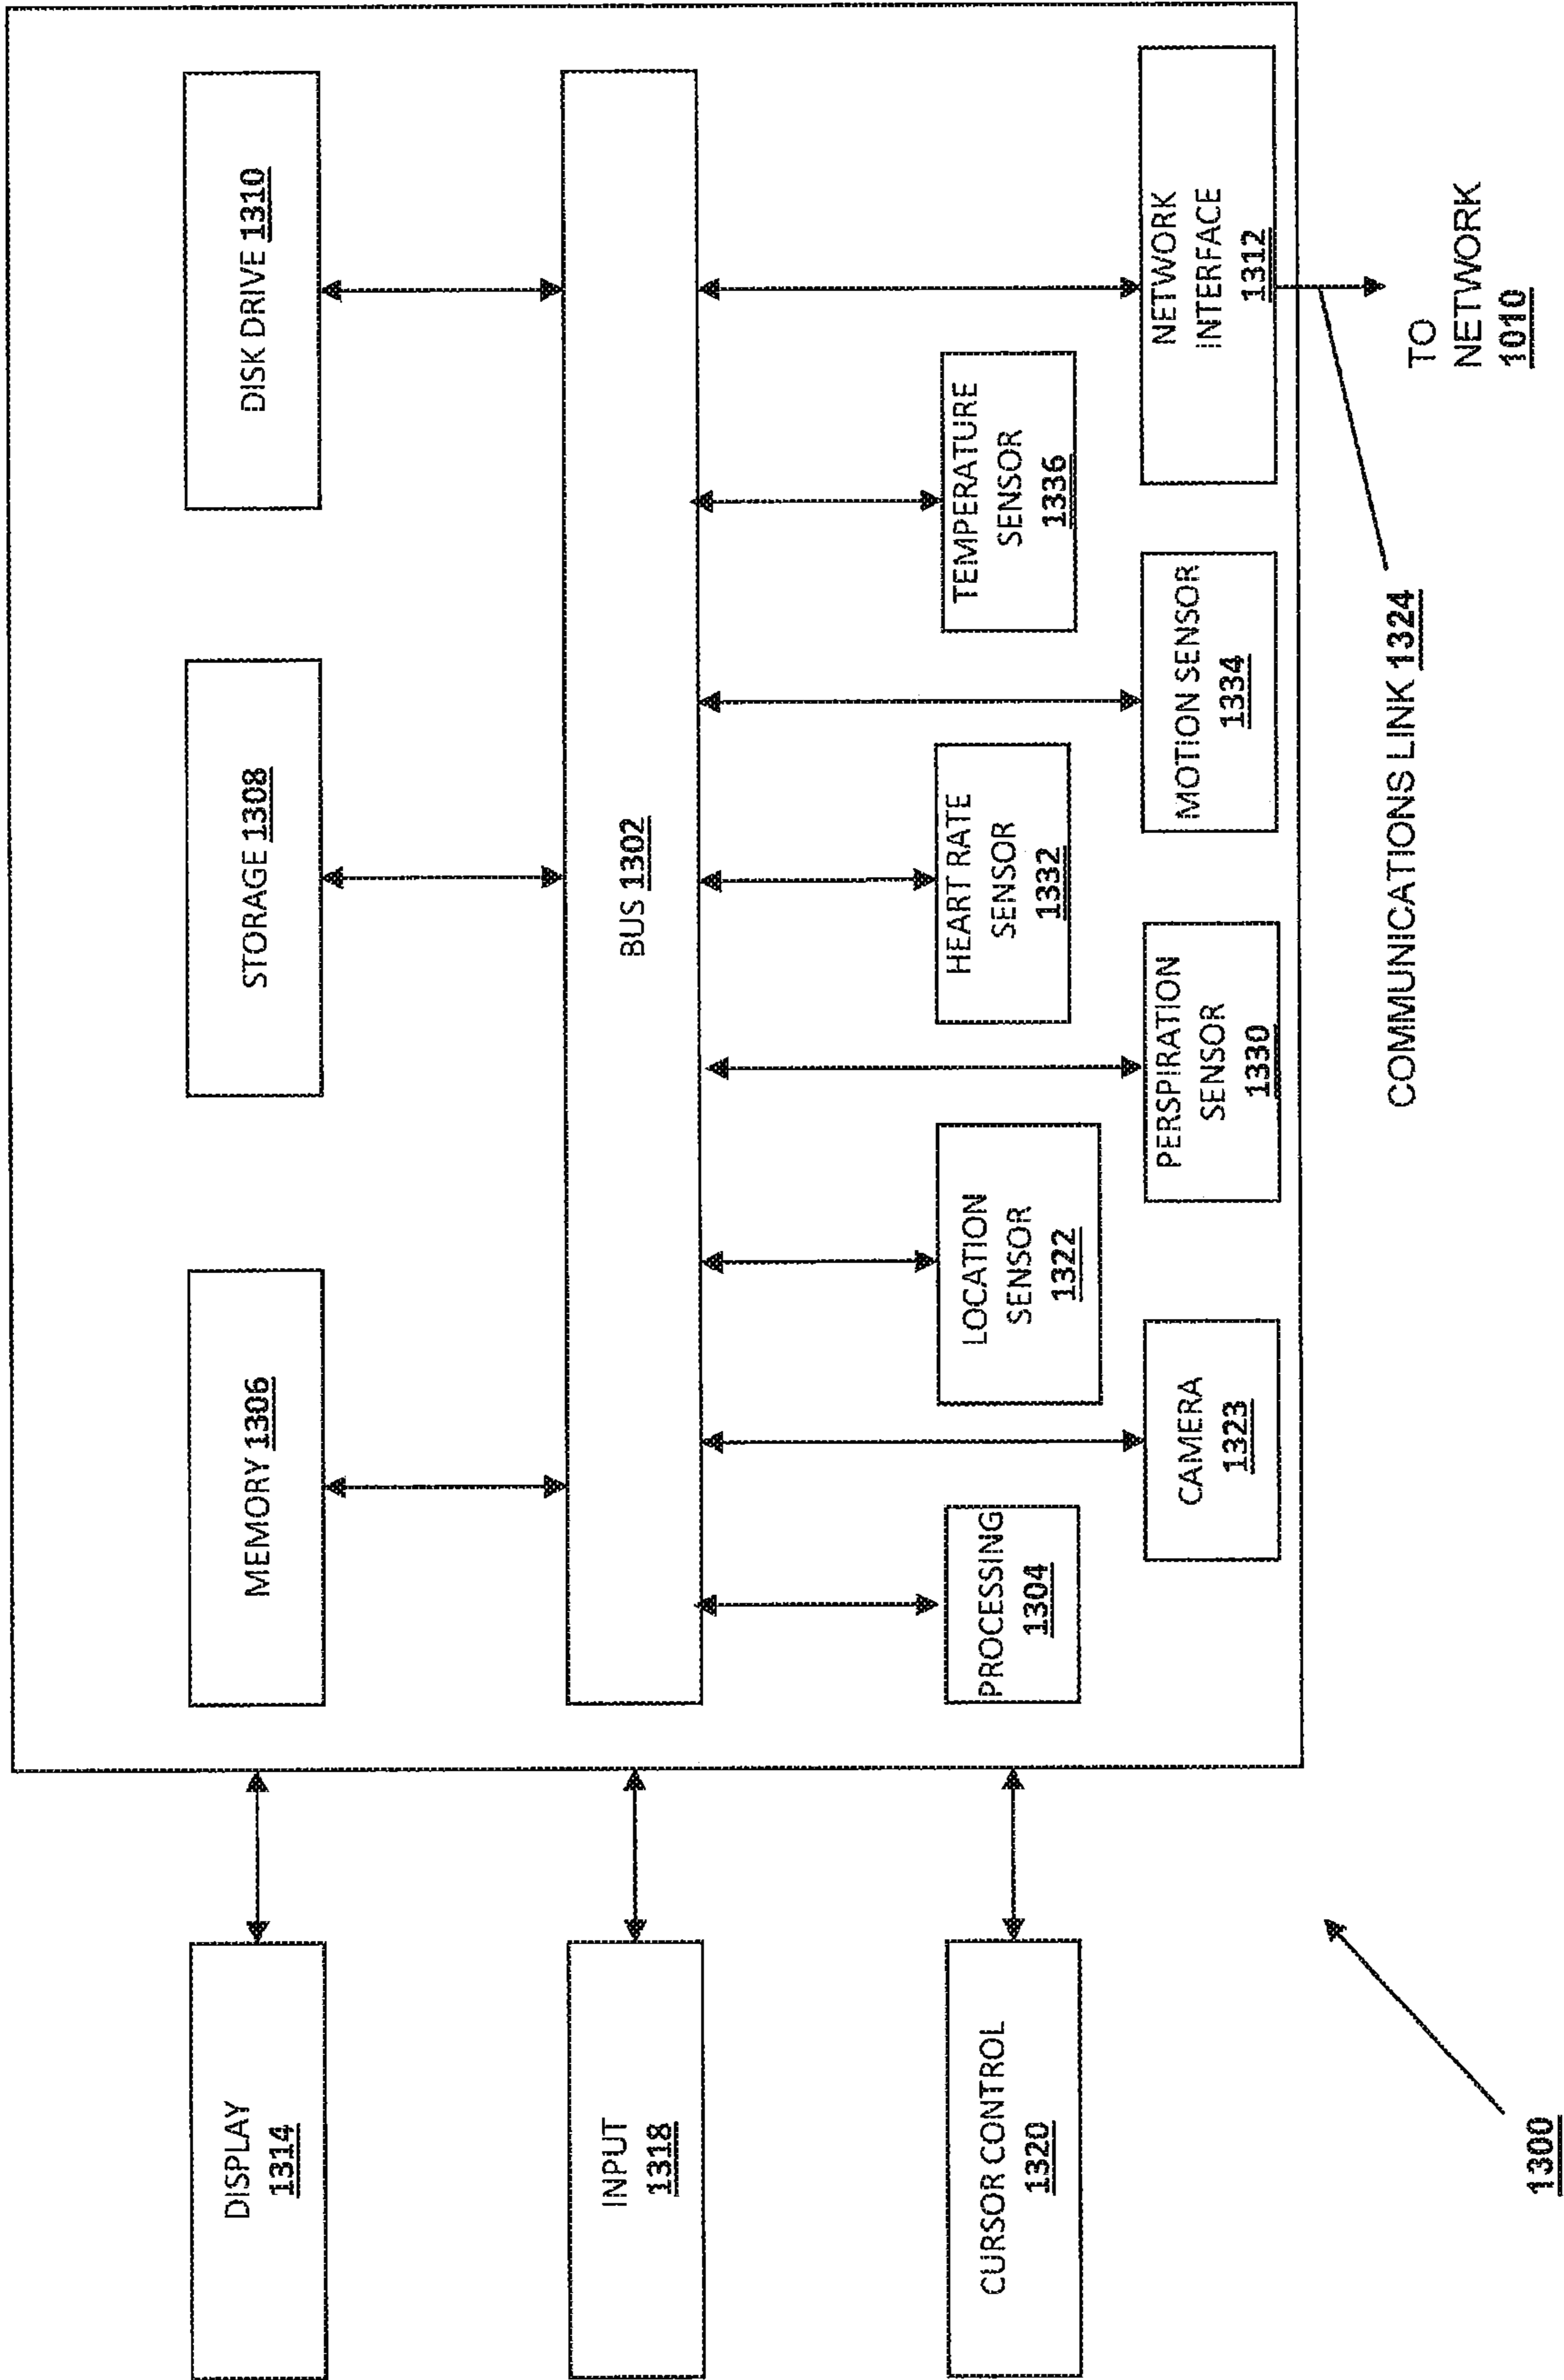 DISPLAY
1314
MEMORY 1306
STORAGE 1308
DISK DRIVE 1310
INPUT
1318
BUS 1302
CURSOR CONTROL
1320
PROCESSING
1304
LOCATION
SENSOR
1322
HEART RATE
SENSOR
1332
TEMPERATURE
SENSOR
1336
CAMERA
1323
PERSPIRATION
SENSOR
1330
MOTION SENSOR
1334
NETWORK
INTERFACE
1312
COMMUNICATIONS LINK 1324
TO
NETWORK
1010
1300